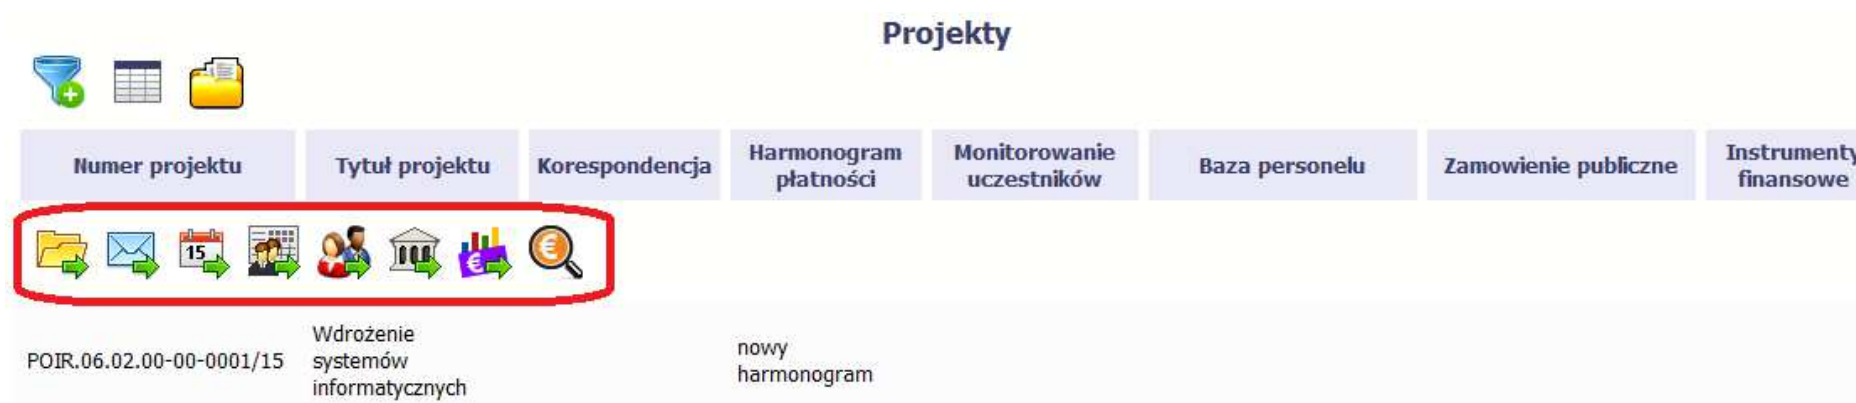 Projekty
Numer projektu
Tytuł projektu
Korespondencja
Harmonogram
płatności
Monitorowanie
uczestników
Baza personelu
Zamowienie publiczne
Instrumenty
finansowe
15
€
€
POIR.06.02.00-00-0001/15
Wdrożenie
systemów
informatycznych
nowy
harmonogram